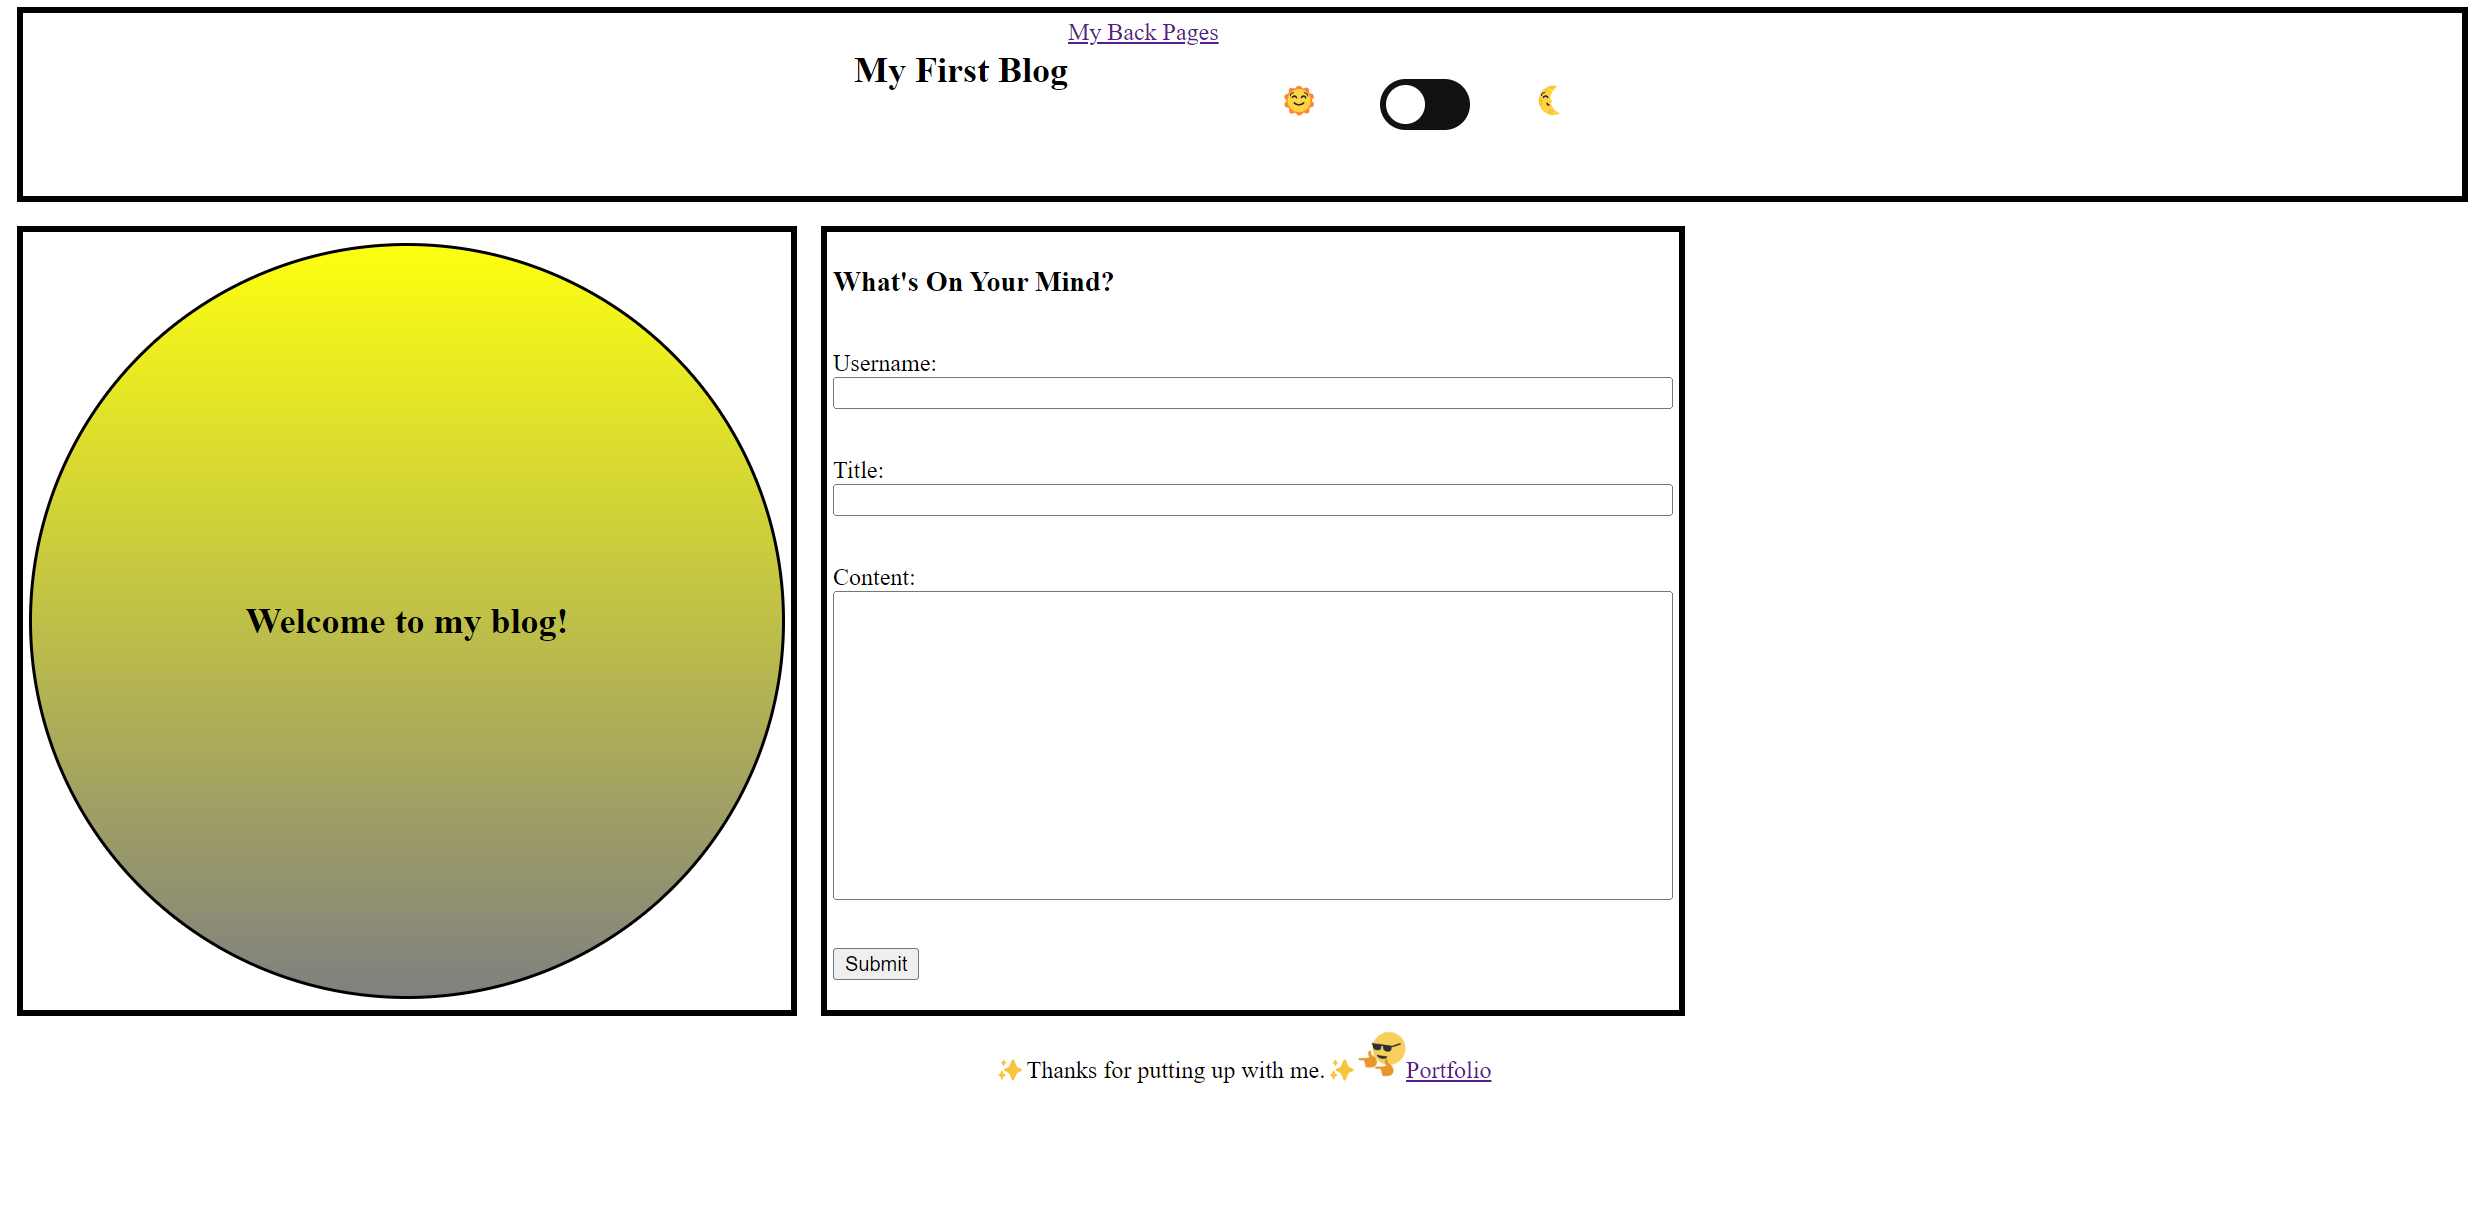 My Back Pages
My First Blog
What's On Your Mind?
Username:
Title:
Welcome to my blog!
Content:
Submit
✨Thanks for putting up with me.✨Portfolio